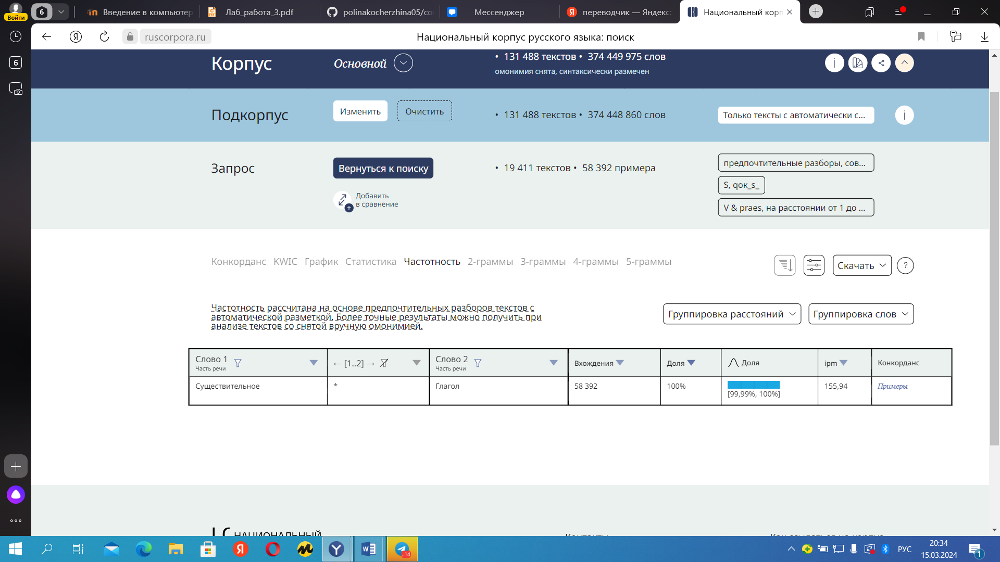 Войти
6
Введение в компьютер
Лаб_работа_3.pdf
polinakocherzhina05/co
Мессенджер
переводчик — Яндекс:
Национальный корп
ruscorpora.ru
Национальный корпус русского языка: поиск
6
Корпус
Основной
• 131 488 текстов • 374 449 975 слов
омонимия снята, синтаксически размечен
Подкорпус
Изменить
Очистить
• 131 488 текстов • 374 448 860 слов
Только тексты с автоматически с...
Запрос
Вернуться к поиску
• 19 411 текстов • 58 392 примера
предпочтительные разборы, сов...
S, qок_s_
V & praes, на расстоянии от 1 до ...
Добавить
в сравнение
Конкорданс KWIC График Статистика Частотность 2-граммы 3-граммы 4-граммы 5-граммы
Скачать
?
Частотность рассчитана на основе предпочтительных разборов текстов с
автоматической разметкой. Более точные результаты можно получить при
анализе текстов со снятой вручную омонимией.
Группировка расстояний
Группировка слов
Слово 1
Часть речи
← [1..2] →
Слово 2
Часть речи
Вхождения
Доля
Доля
ipm
Конкорданс
Существительное
*
Глагол
58 392
100%
[99,99%, 100%]
155,94
Примеры
НАЦИОНАЛЬНЫЙ
Контакты
Как ссылаться на корпус
..14
РУС
20:34
15.03.2024
1